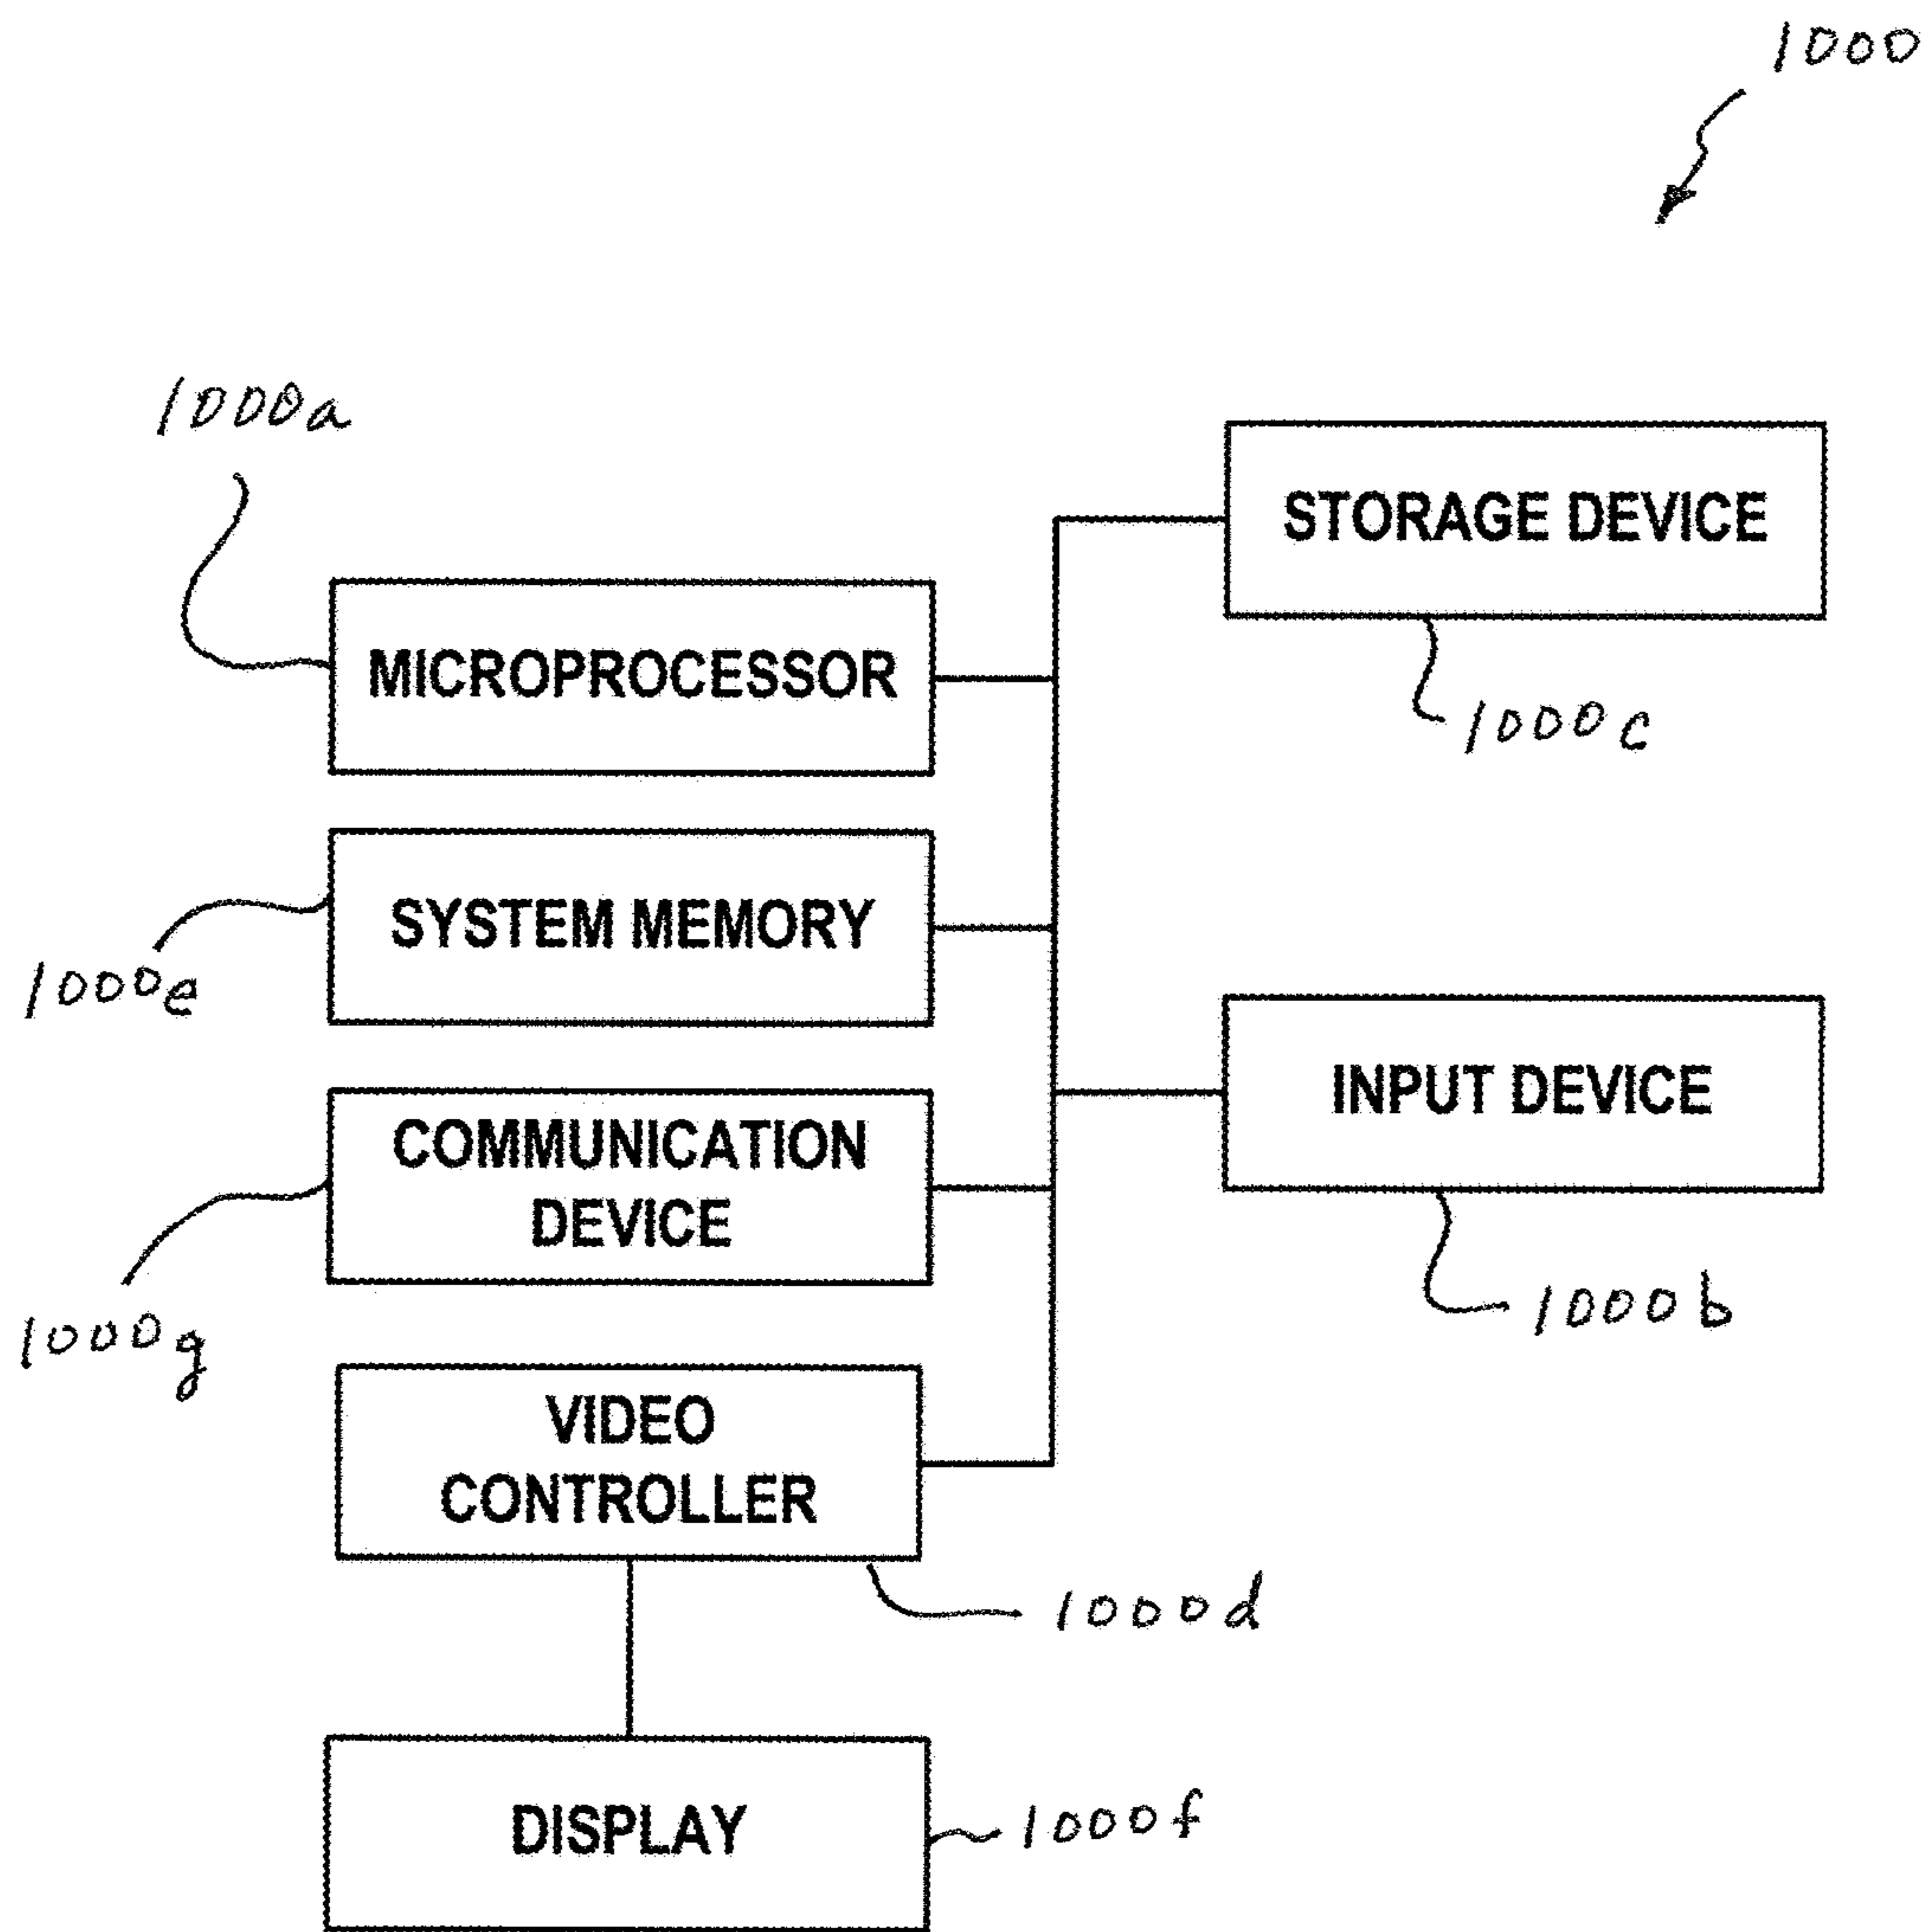 1000
1000a
STORAGE DEVICE
MICROPROCESSOR
1000c
SYSTEM MEMORY
1000e
INPUT DEVICE
COMMUNICATION
DEVICE
1000b
1000g
VIDEO
CONTROLLER
1000d
DISPLAY
1000f